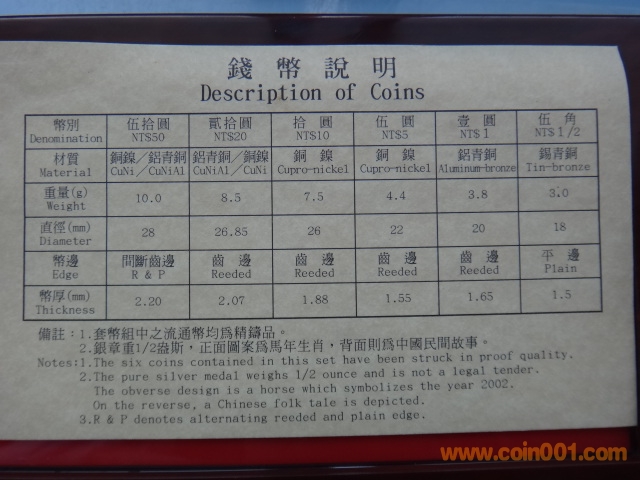 錢幣說明
Description of Coins
幣別 伍拾圓 貳拾圓 拾圓 伍圓 壹圓 伍角
Denomination NT$50 NT$20 NT$10 NT$5 NT$1 NT$1/2
材質 銅鎳/鋁青銅 鋁青銅/銅鎳 銅鎳 銅鎳 鋁青銅 錫青銅
Material CuNi/CuNiAl CuNiAl/CuNi Cupro-nickel Cupro-nickel Aluminum-bronze Tin-bronze
重量(g) 10.0 8.5 7.5 4.4 3.8 3.0
Weight
直徑(mm) 28 26.85 26 22 20 18
Diameter
幣邊 間斷齒邊 齒邊 齒邊 齒邊 齒邊 平邊
Edge R & P Reeded Reeded Reeded Reeded Plain
幣厚(mm) 2.20 2.07 1.88 1.55 1.65 1.5
Thickness
備註:1.套幣組中之流通幣均爲精鑄品。
2.銀章重1/2盎斯,正面圖案爲馬年生肖,背面則爲中國民間故事。
Notes:1.The six coins contained in this set have been struck in proof quality.
2.The pure silver medal weighs 1/2 ounce and is not a legal tender.
The obverse design is a horse which symbolizes the year 2002.
On the reverse, a Chinese folk tale is depicted.
3.R & P denotes alternating reeded and plain edge.
www.coin001.com